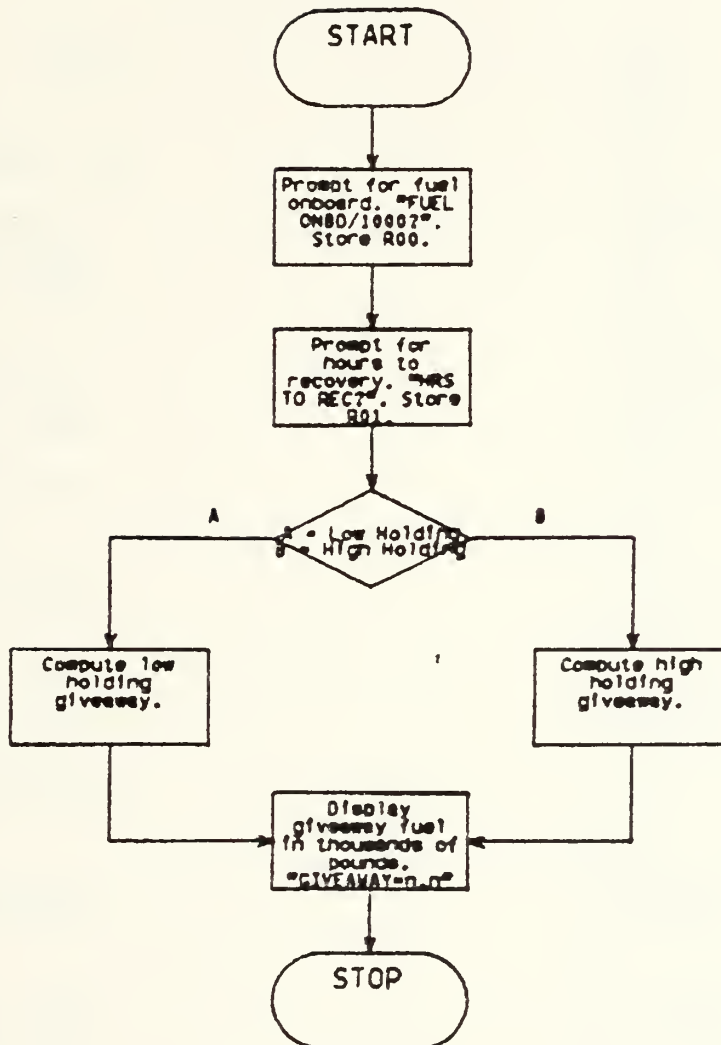 START
Prompt for fuel
onboard. "FUEL
ONBD/1000?".
Store R00.
Prompt for
hours to
recovery. "HRS
TO REC?". Store
R01.
A
B
A - Low Holding
B - High Holding
Compute low
holding
giveaway.
Compute high
holding
giveaway.
Display
giveaway fuel
in thousands of
pounds.
"GIVEAWAY=n.n"
STOP